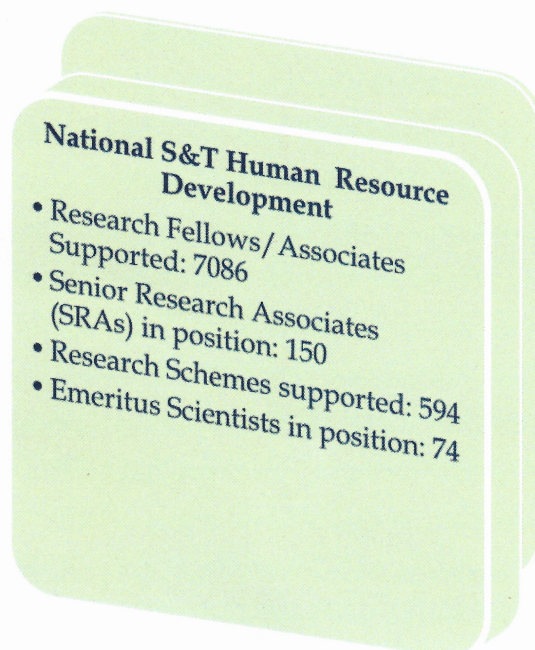 National S&T Human Resource
Development
• Research Fellows/Associates
Supported: 7086
• Senior Research Associates
(SRAs) in position: 150
• Research Schemes supported: 594
• Emeritus Scientists in position: 74